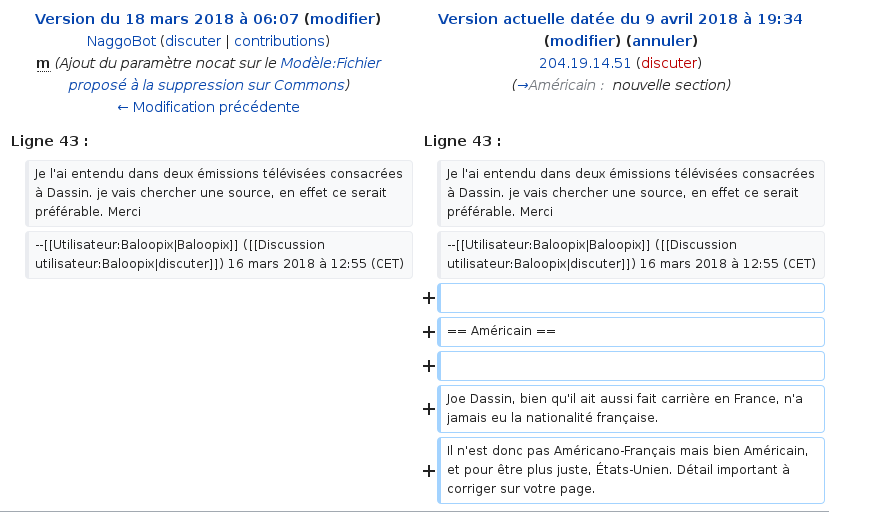 Version du 18 mars 2018 à 06:07 (modifier)
NaggoBot (discuter | contributions)
m (Ajout du paramètre nocat sur le Modèle:Fichier
proposé à la suppression sur Commons)
← Modification précédente
Version actuelle datée du 9 avril 2018 à 19:34
(modifier) (annuler)
204.19.14.51 (discuter)
(→Américain : nouvelle section)
Ligne 43 :
Ligne 43 :
Je l'ai entendu dans deux émissions télévisées consacrées
à Dassin. je vais chercher une source, en effet ce serait
préférable. Merci
Je l'ai entendu dans deux émissions télévisées consacrées
à Dassin. je vais chercher une source, en effet ce serait
préférable. Merci
--[[Utilisateur:Baloopix|Baloopix]] ([[Discussion
utilisateur:Baloopix|discuter]]) 16 mars 2018 à 12:55 (CET)
--[[Utilisateur:Baloopix|Baloopix]] ([[Discussion
utilisateur:Baloopix|discuter]]) 16 mars 2018 à 12:55 (CET)
+
+ == Américain ==
+
+ Joe Dassin, bien qu'il ait aussi fait carrière en France, n'a
jamais eu la nationalité française.
+ Il n'est donc pas Américano-Français mais bien Américain,
et pour être plus juste, États-Unien. Détail important à
corriger sur votre page.